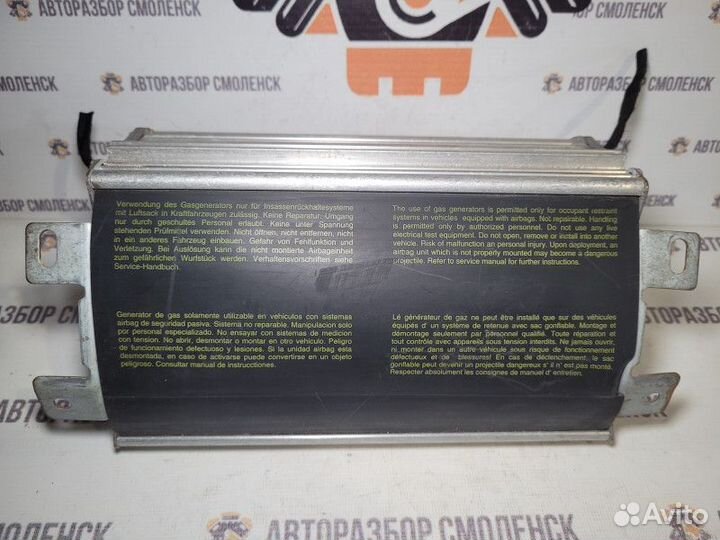 АВТОРАЗБОР СМОЛЕНСК
АВТОРАЗБОР СМОЛЕНСК
АВТОРАЗБОР СМОЛЕНСК
Verwendung des Gasgenerators nur für Insassenrückhaltesysteme
mit Luftsack in Kraftfahrzeugen zulässig. Keine Reparatur. Umgang
nur durch geschultes Personal erlaubt. Keine unter Spannung
stehenden Prülmittel verwenden. Nicht öffnen, nicht entfernen, nicht
in ein anderes Fahrzeug einbauen. Gefahr von Fehlfunktion und
Verletzung. Bei Auslösung kann die nicht montierte Airbageinheit
zum gefährlichen Wurfstück werden. Verhaltensvorschriften siehe
Service-Handbuch.
The use of gas generators is permitted only for occupant restraint
systems in vehicles equipped with airbags. Not repairable. Handling
is permitted only by authorized personnel. Do not use any live
electrical test equipment. Do not open, remove or install into another
vehicle. Risk of malfunction an personal injury. Upon deployment, an
airbag unit which is not properly mounted may become a dangerous
projectile. Refer to service manual for further instructions.
Generator de gas solamente utilizable en vehiculos con sistemas
airbag de seguridad pasiva. Sistema no reparable. Manipulacion solo
por personal especializado. No ensayar con sistemas de medicion
con tension. No abrir, desmontar o montar en otro vehiculo. Peligro
de funcionamiento defectuoso y lesiones. Si la unidad airbag esta
desmontada, en caso de activarse puede convertirse en un objeto
peligroso. Consultar manual de instrucciones.
Lé générateur de gaz ne peut être installé que sur des véhicules
équipés d' un système de retenue avec sac gonflable. Montage et
démontage seulement par personnel qualifié. Toute réparation et
tout contrôle avec appareils sous tension interdits. Ne jamais ouvrir,
ni monter dans un autre véhicule sous risque de fonctionnement
défectueux et de blessures! En cas de déclenchement, le sac
gonflable peut devenir un projectile dangereux s' il n' est pas monté.
Respecter absolument les consignes de manuel d' entretien.
АВТОРАЗБОР СМОЛЕНСК
Avito